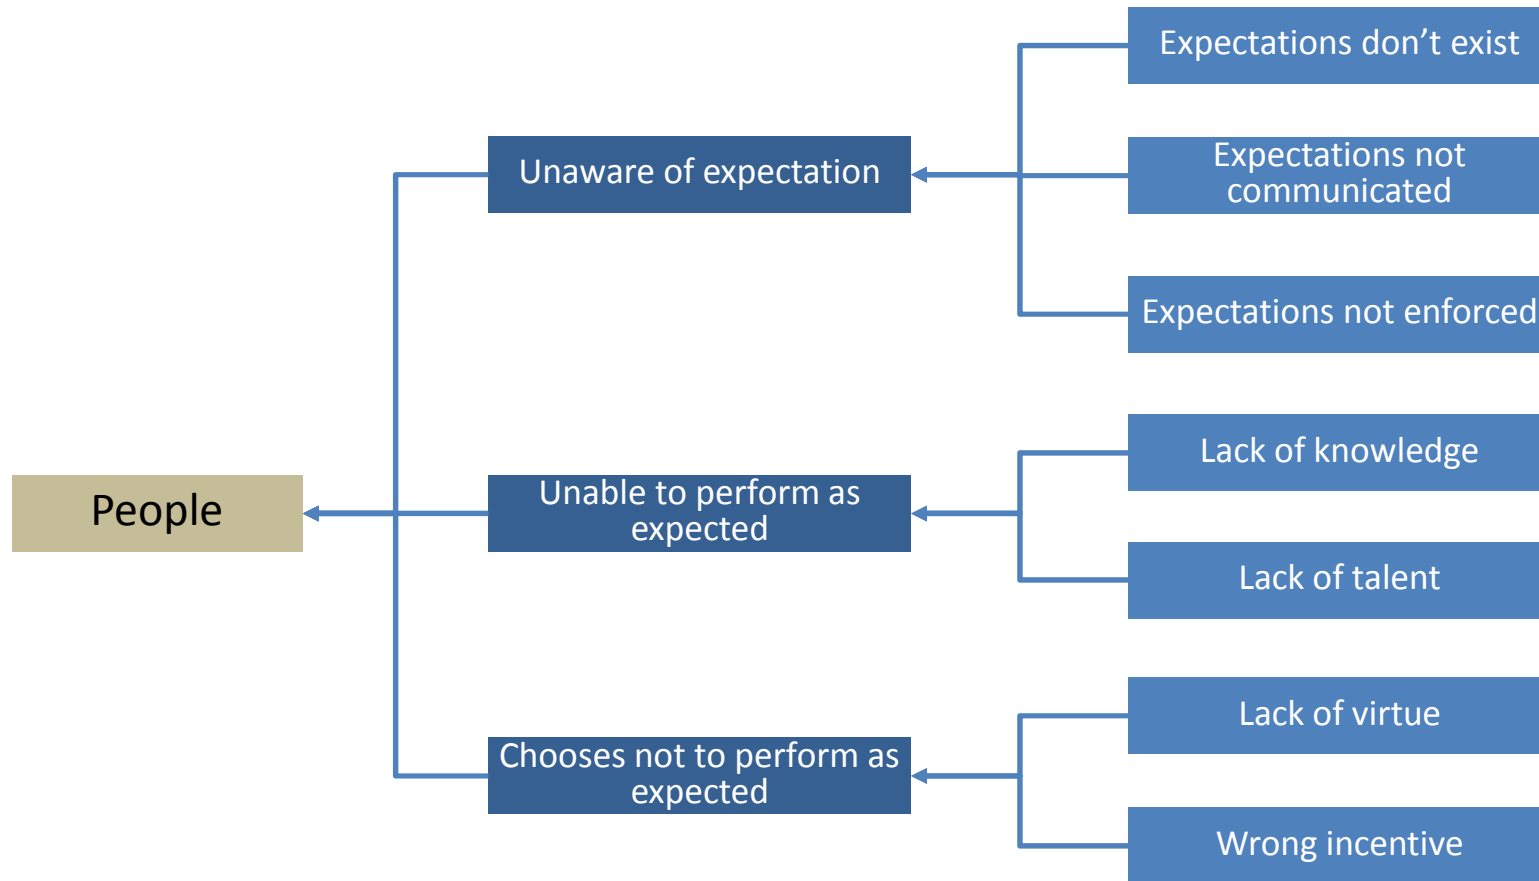 Expectations don’t exist
Unaware of expectation
Expectations not
communicated
Expectations not enforced
People
Unable to perform as
expected
Lack of knowledge
Lack of talent
Chooses not to perform as
expected
Lack of virtue
Wrong incentive